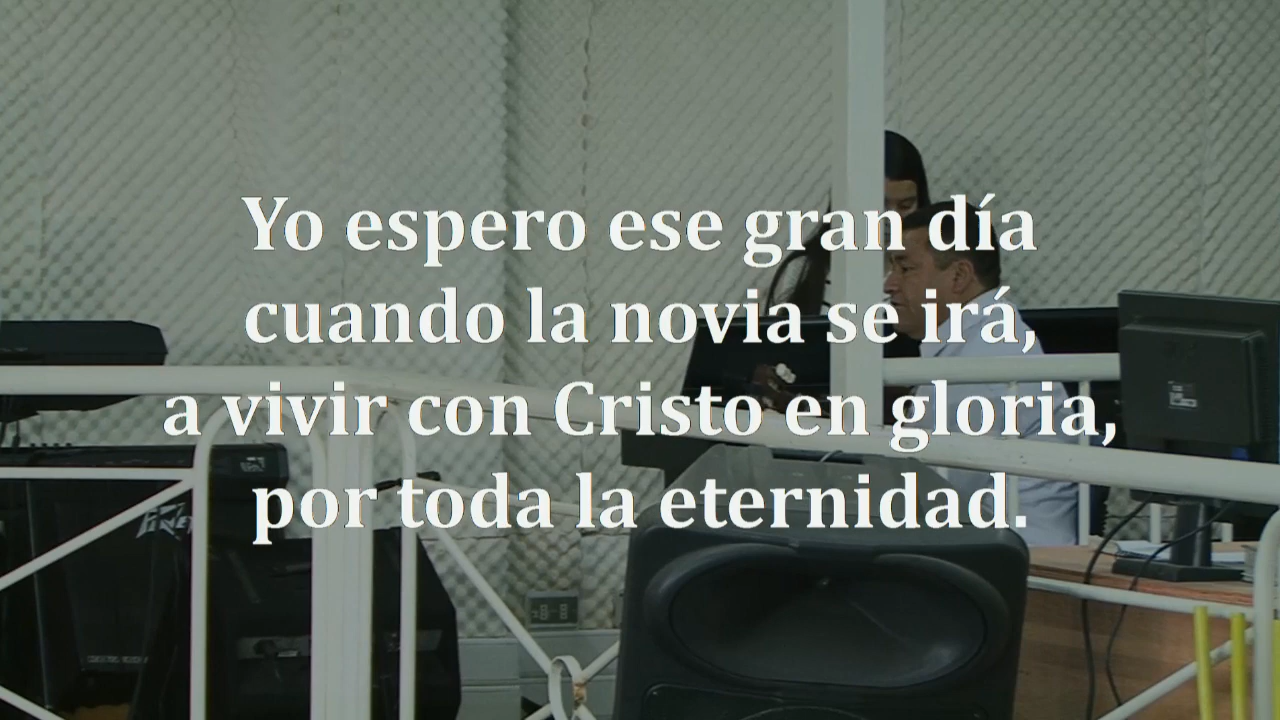 Yo espero ese gran día
cuando la novia se irá,
a vivir con Cristo en gloria,
por toda la eternidad.